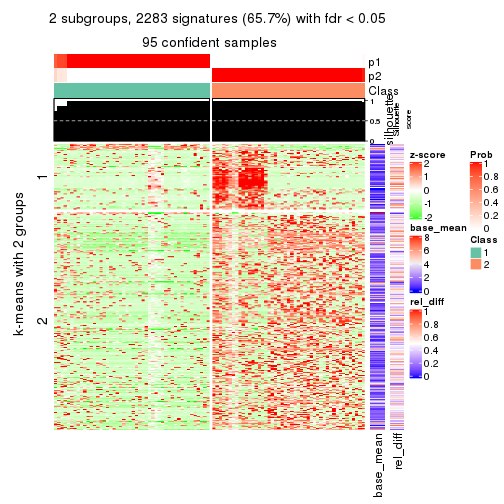 2 subgroups, 2283 signatures (65.7%) with fdr < 0.05
95 confident samples
p1
p2
Class
1
0.5
0
silhouette
Silhouette
score
k-means with 2 groups
1
2
base_mean
rel_diff
z-score
2
1
0
-1
-2
base_mean
8
6
4
2
0
rel_diff
1
0.8
0.6
0.4
0.2
0
Prob
1
0.8
0.6
0.4
0.2
0
Class
1
2